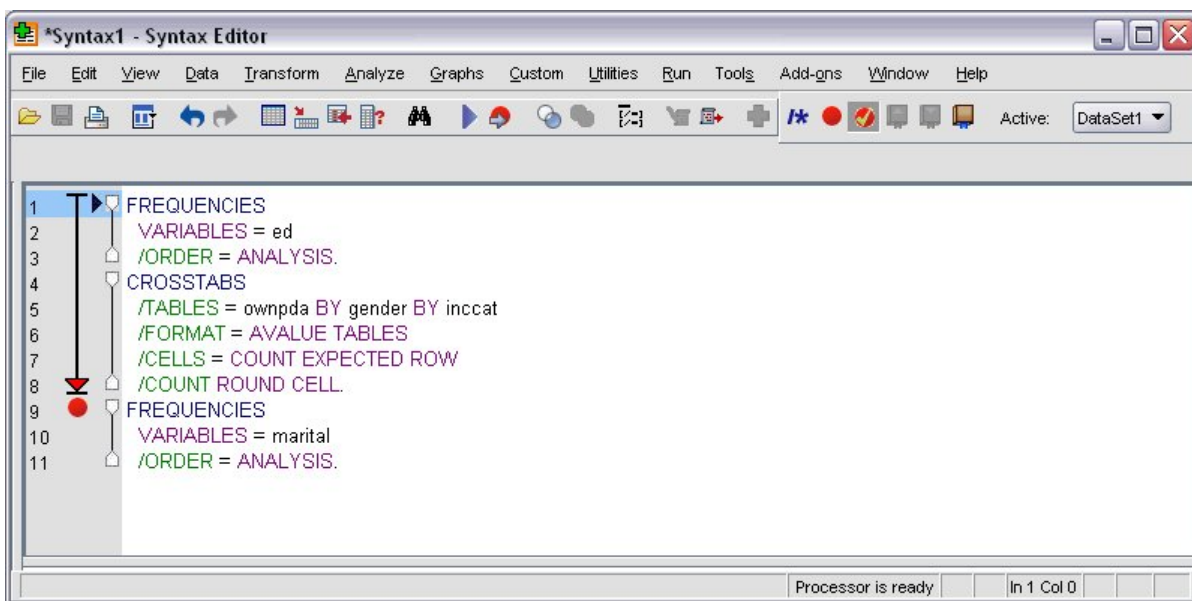 *Syntax1 - Syntax Editor
File Edit View Data Transform Analyze Graphs Custom Utilities Run Tools Add-ons Window Help
Active: DataSet1
1 FREQUENCIES
2 VARIABLES = ed
3 /ORDER = ANALYSIS.
4 CROSSTABS
5 /TABLES = ownpda BY gender BY inccat
6 /FORMAT = AVALUE TABLES
7 /CELLS = COUNT EXPECTED ROW
8 /COUNT ROUND CELL.
9 FREQUENCIES
10 VARIABLES = marital
11 /ORDER = ANALYSIS.
Processor is ready In 1 Col 0